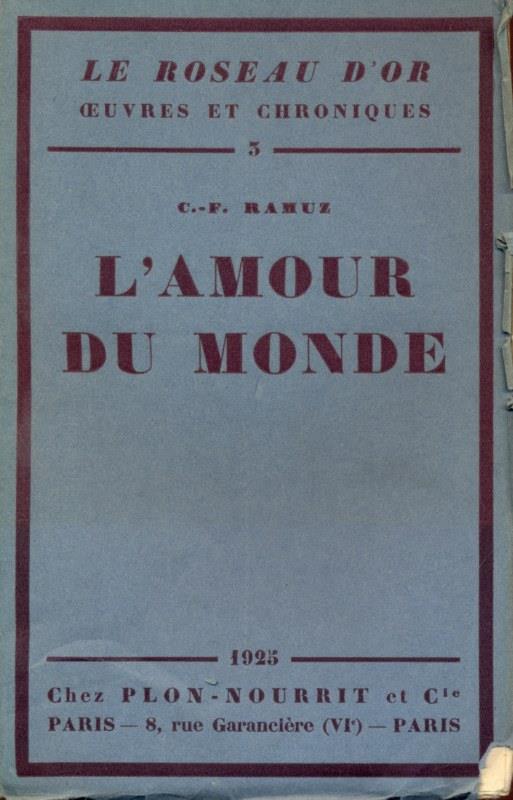 LE ROSEAU D'OR
ŒUVRES ET CHRONIQUES
3
C.-F. RAMUZ
L'AMOUR
DU MONDE
1925
Chez PLON-NOURRIT et Cie
PARIS — 8, rue Garancière (VIe) — PARIS